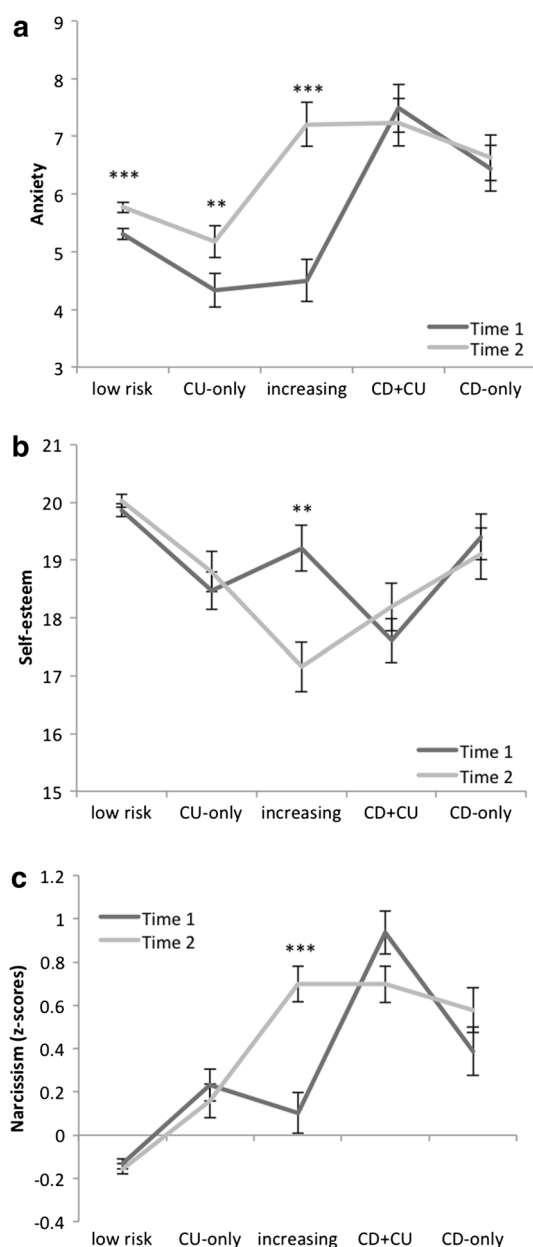 a
9
8
7
6
5
4
3
Anxiety
***
**
***
Time 1
Time 2
low risk CU-only increasing CD+CU CD-only
b
21
20
19
18
17
16
15
Self-esteem
**
Time 1
Time 2
low risk CU-only increasing CD+CU CD-only
c
1.2
1
0.8
0.6
0.4
0.2
0
-0.2
-0.4
Narcissism (z-scores)
Time 1
Time 2
***
low risk CU-only increasing CD+CU CD-only